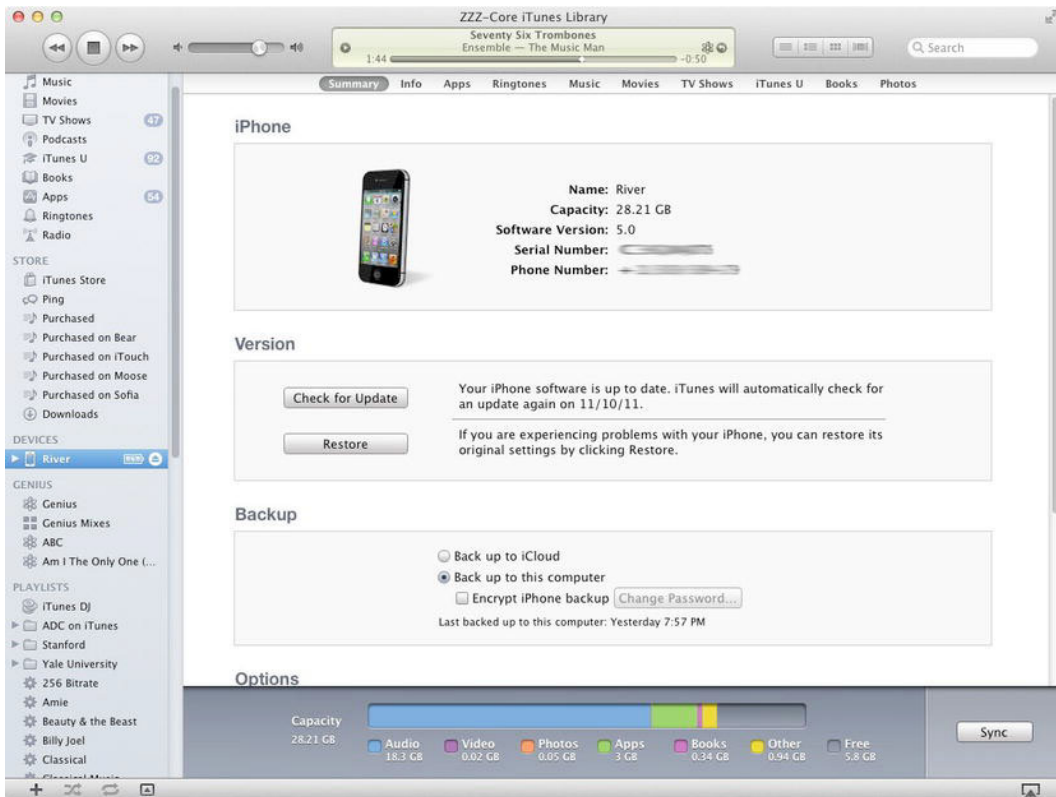 ZZZ-Core iTunes Library
Seventy Six Trombones
Ensemble — The Music Man
1:44
-0:50
Search
Music
Movies
TV Shows 47
Podcasts
iTunes U 92
Books
Apps 54
Ringtones
Radio
STORE
iTunes Store
Ping
Purchased
Purchased on Bear
Purchased on iTouch
Purchased on Moose
Purchased on Sofia
Downloads
DEVICES
River
GENIUS
Genius
Genius Mixes
ABC
Am I The Only One (...
PLAYLISTS
iTunes DJ
ADC on iTunes
Stanford
Yale University
256 Bitrate
Amie
Beauty & the Beast
Billy Joel
Classical
Classical Music
Summary Info Apps Ringtones Music Movies TV Shows iTunes U Books Photos
iPhone
Name: River
Capacity: 28.21 GB
Software Version: 5.0
Serial Number:
Phone Number:
Version
Check for Update
Your iPhone software is up to date. iTunes will automatically check for
an update again on 11/10/11.
Restore
If you are experiencing problems with your iPhone, you can restore its
original settings by clicking Restore.
Backup
Back up to iCloud
Back up to this computer
Encrypt iPhone backup Change Password...
Last backed up to this computer: Yesterday 7:57 PM
Options
Capacity
28.21 GB
Audio
18.3 GB
Video
0.02 GB
Photos
0.05 GB
Apps
3 GB
Books
0.34 GB
Other
0.94 GB
Free
5.8 GB
Sync